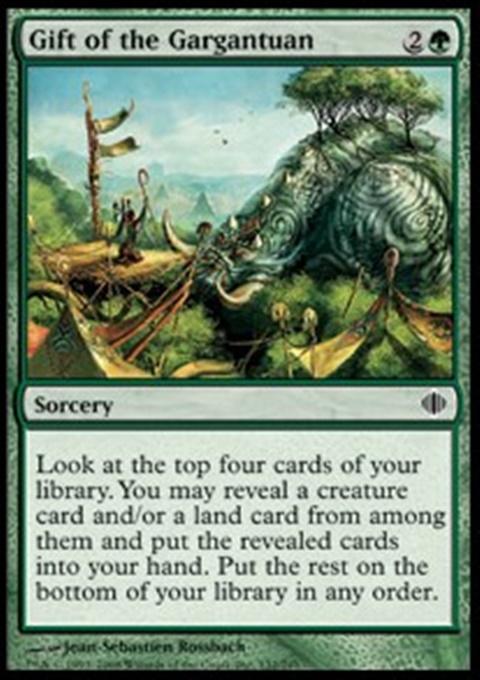 Gift of the Gargantuan 2
Sorcery
Look at the top four cards of your
library. You may reveal a creature
card and/or a land card from among
them and put the revealed cards
into your hand. Put the rest on the
bottom of your library in any order.
Jean-Sébastien Rossbach